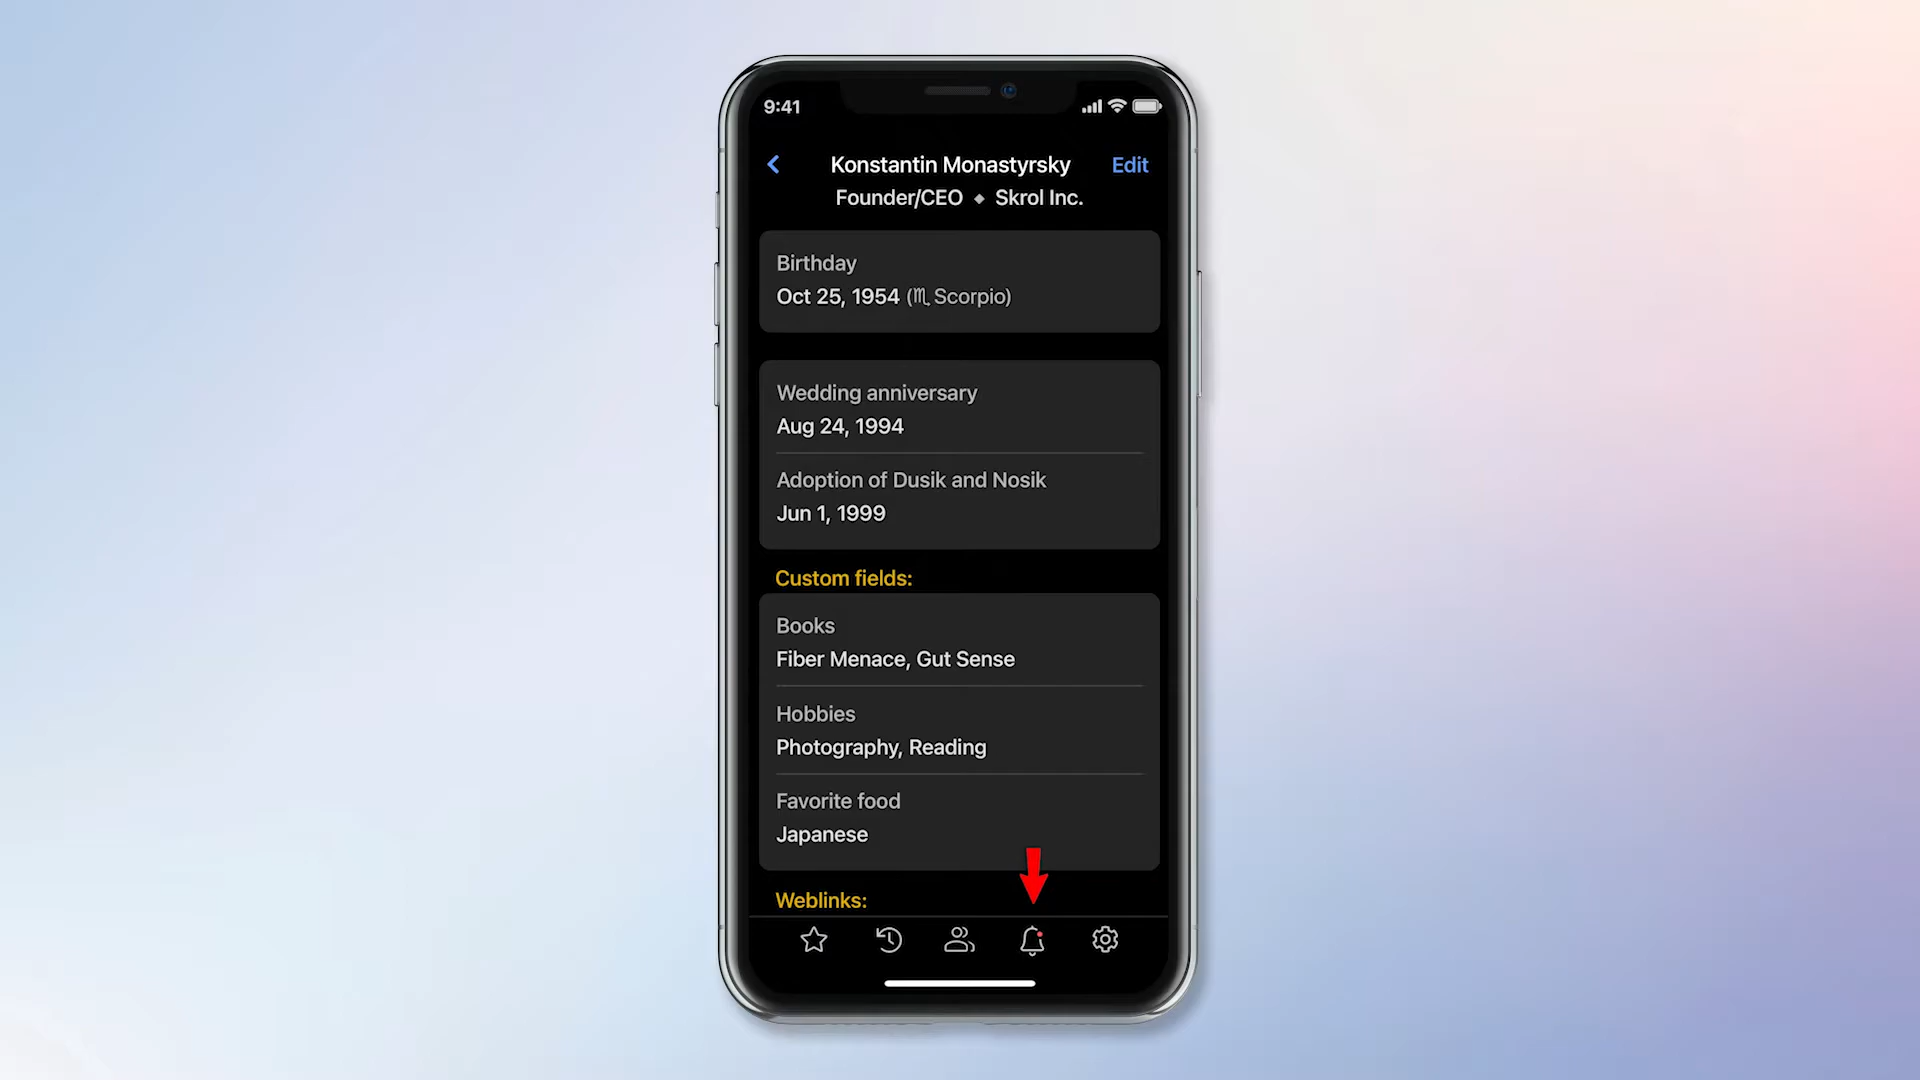 9:41
Konstantin Monastyrsky
Edit
Founder/CEO ◆ Skrol Inc.
Birthday
Oct 25, 1954 (♏ Scorpio)
Wedding anniversary
Aug 24, 1994
Adoption of Dusik and Nosik
Jun 1, 1999
Custom fields:
Books
Fiber Menace, Gut Sense
Hobbies
Photography, Reading
Favorite food
Japanese
Weblinks: